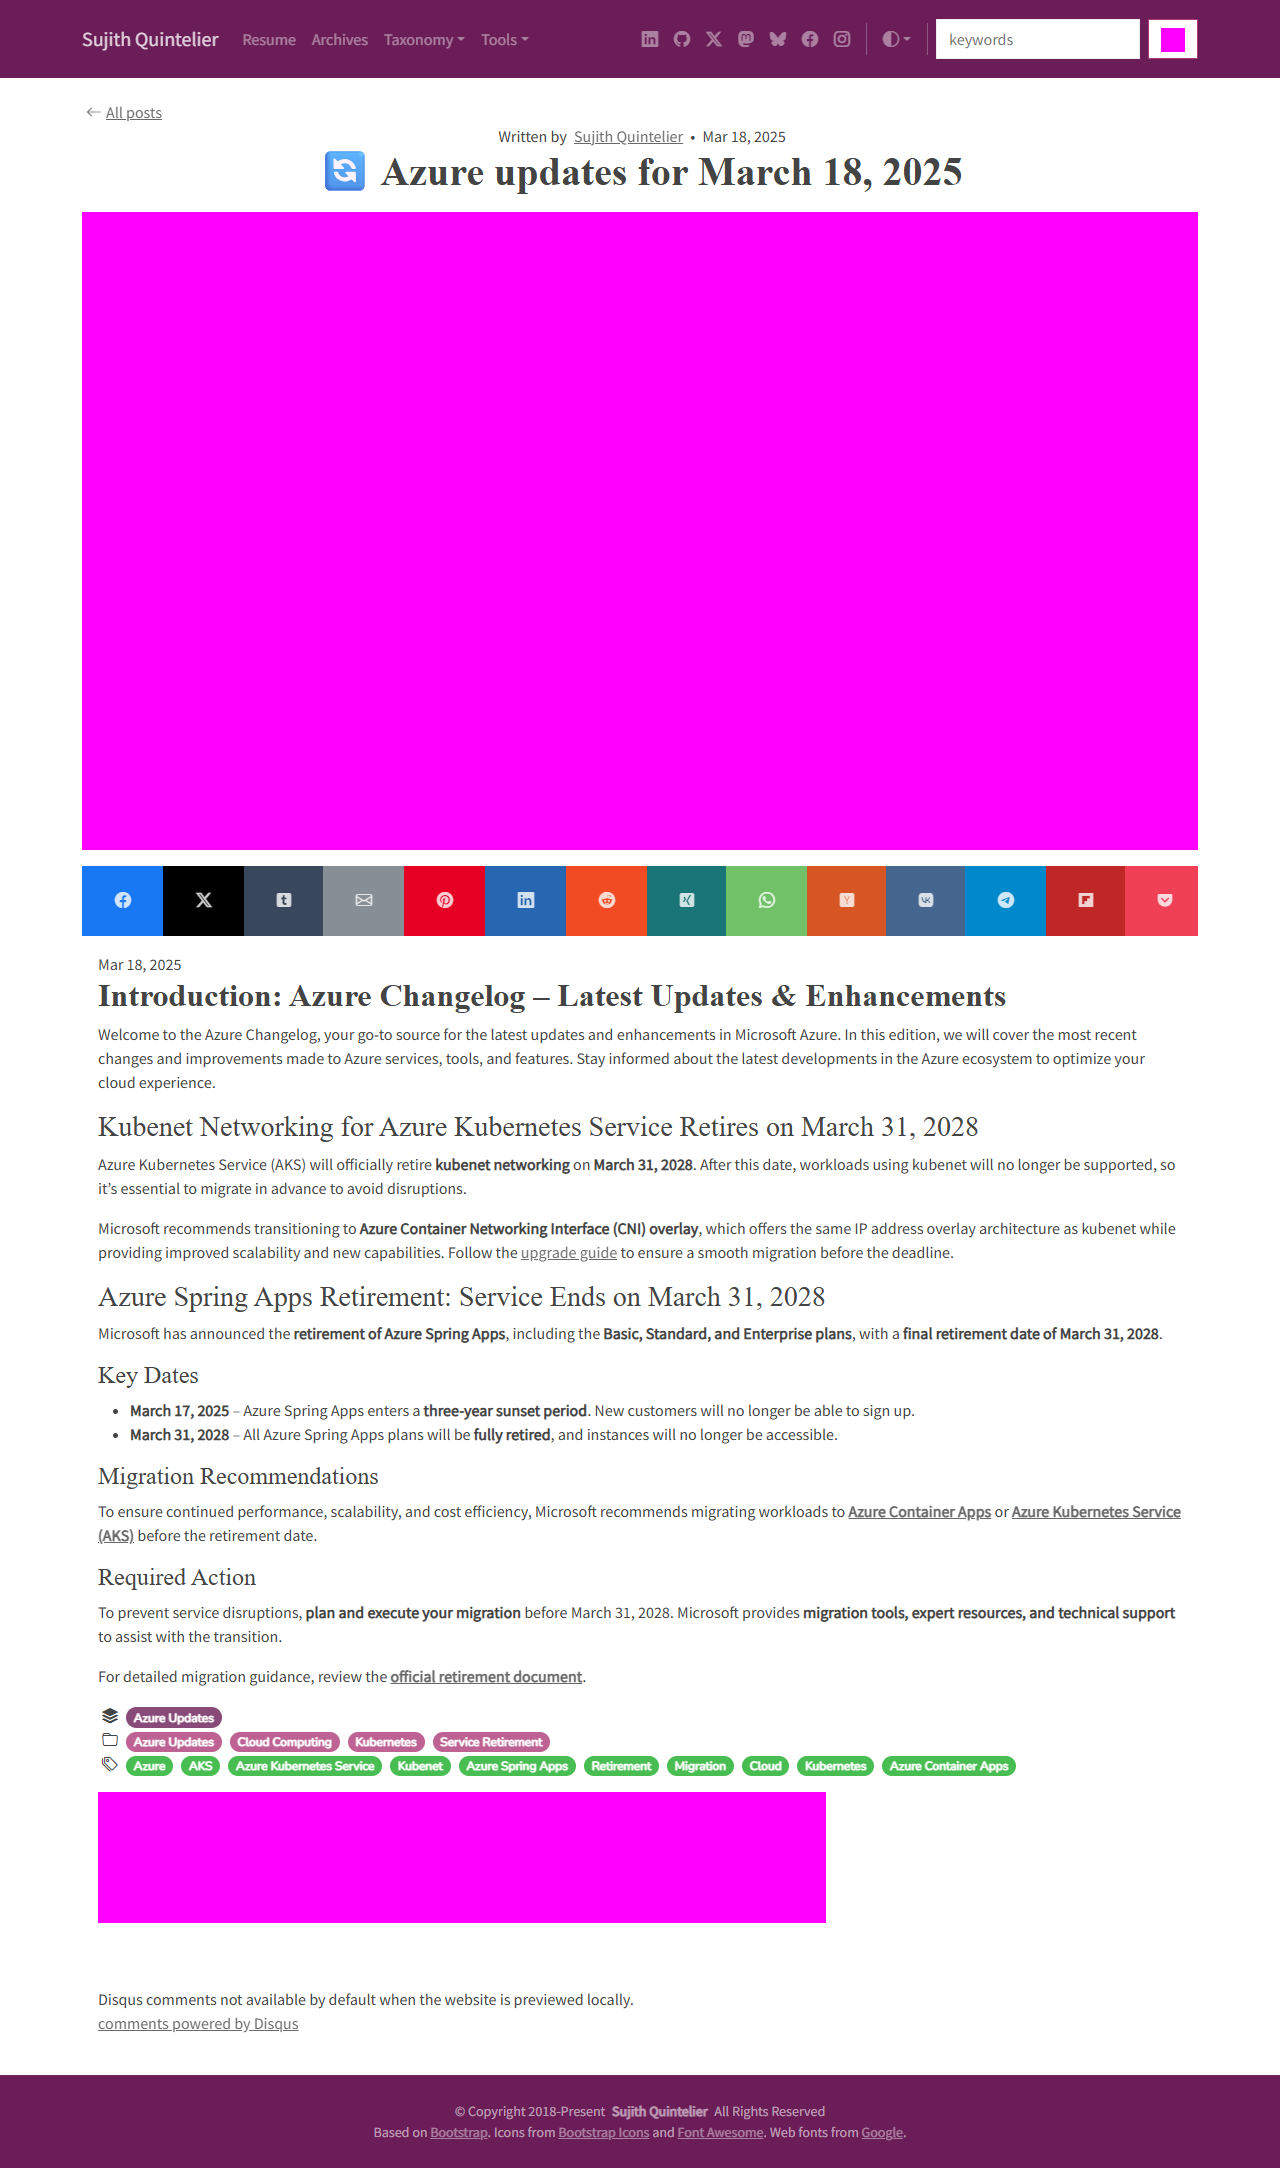 Sujith Quintelier Resume Archives Taxonomy Tools keywords
All posts
Written by Sujith Quintelier • Mar 18, 2025
🔄 Azure updates for March 18, 2025
Mar 18, 2025
Introduction: Azure Changelog – Latest Updates & Enhancements
Welcome to the Azure Changelog, your go-to source for the latest updates and enhancements in Microsoft Azure. In this edition, we will cover the most recent
changes and improvements made to Azure services, tools, and features. Stay informed about the latest developments in the Azure ecosystem to optimize your
cloud experience.
Kubenet Networking for Azure Kubernetes Service Retires on March 31, 2028
Azure Kubernetes Service (AKS) will officially retire kubenet networking on March 31, 2028. After this date, workloads using kubenet will no longer be supported, so
it’s essential to migrate in advance to avoid disruptions.
Microsoft recommends transitioning to Azure Container Networking Interface (CNI) overlay, which offers the same IP address overlay architecture as kubenet while
providing improved scalability and new capabilities. Follow the upgrade guide to ensure a smooth migration before the deadline.
Azure Spring Apps Retirement: Service Ends on March 31, 2028
Microsoft has announced the retirement of Azure Spring Apps, including the Basic, Standard, and Enterprise plans, with a final retirement date of March 31, 2028.
Key Dates
• March 17, 2025 – Azure Spring Apps enters a three-year sunset period. New customers will no longer be able to sign up.
• March 31, 2028 – All Azure Spring Apps plans will be fully retired, and instances will no longer be accessible.
Migration Recommendations
To ensure continued performance, scalability, and cost efficiency, Microsoft recommends migrating workloads to Azure Container Apps or Azure Kubernetes Service
(AKS) before the retirement date.
Required Action
To prevent service disruptions, plan and execute your migration before March 31, 2028. Microsoft provides migration tools, expert resources, and technical support
to assist with the transition.
For detailed migration guidance, review the official retirement document.
Azure Updates
Azure Updates Cloud Computing Kubernetes Service Retirement
Azure AKS Azure Kubernetes Service Kubenet Azure Spring Apps Retirement Migration Cloud Kubernetes Azure Container Apps
Disqus comments not available by default when the website is previewed locally.
comments powered by Disqus
© Copyright 2018-Present Sujith Quintelier All Rights Reserved
Based on Bootstrap. Icons from Bootstrap Icons and Font Awesome. Web fonts from Google.